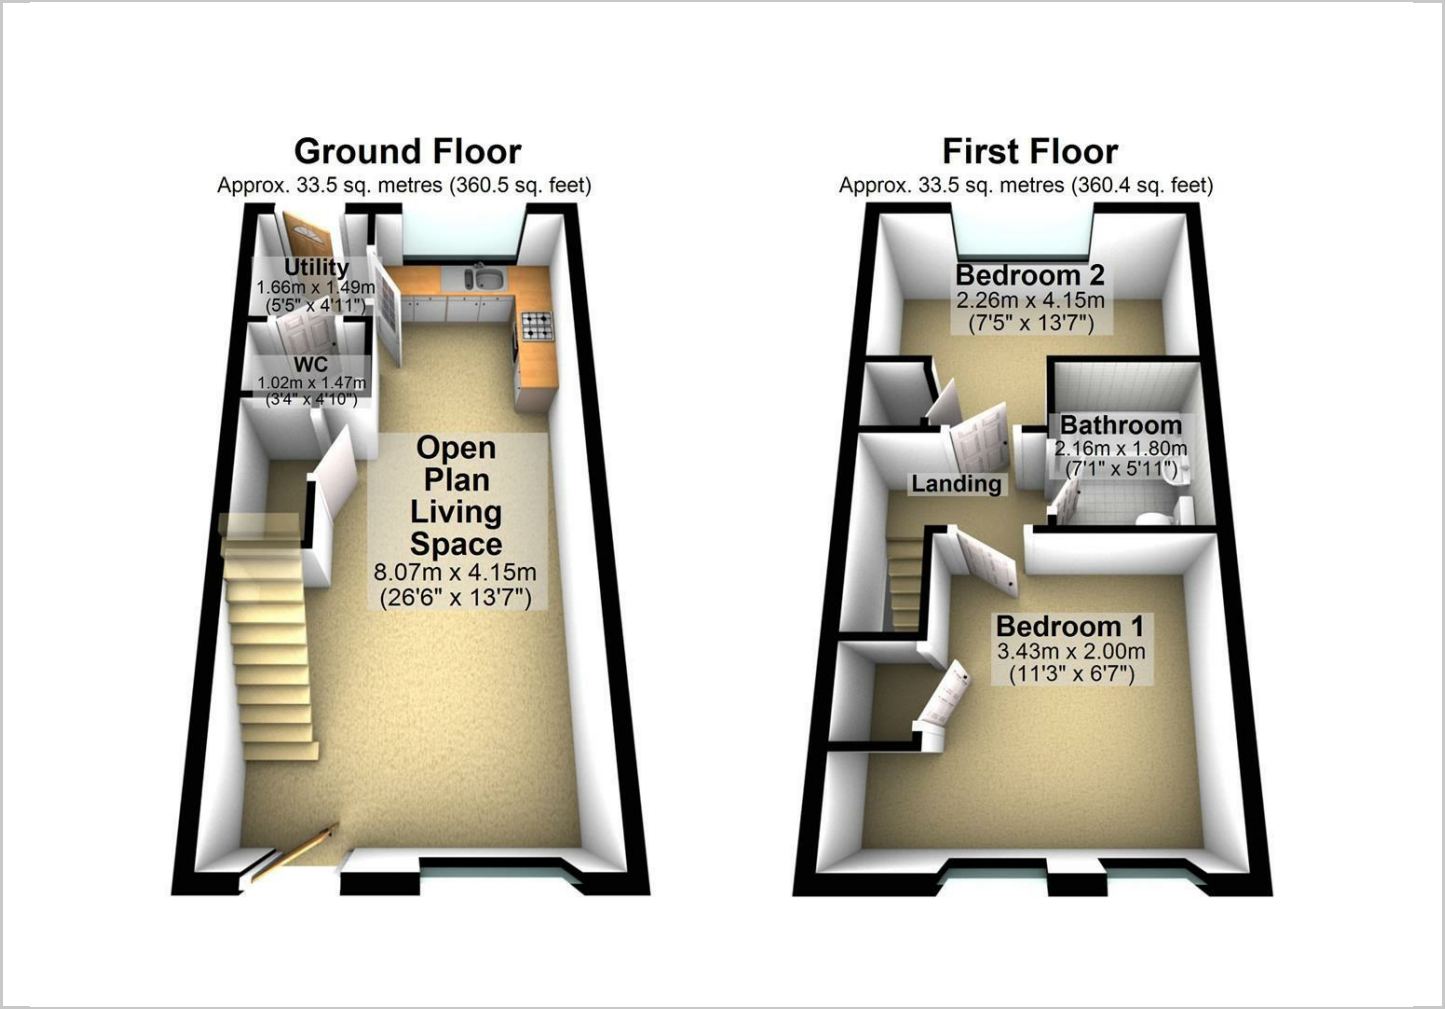 Ground Floor
Approx. 33.5 sq. metres (360.5 sq. feet)
Utility
1.66m x 1.49m
(5'5" x 4'11")
WC
1.02m x 1.47m
(3'4" x 4'10")
Open
Plan
Living
Space
8.07m x 4.15m
(26'6" x 13'7")
First Floor
Approx. 33.5 sq. metres (360.4 sq. feet)
Bedroom 2
2.26m x 4.15m
(7'5" x 13'7")
Bathroom
2.16m x 1.80m
(7'1" x 5'11")
Landing
Bedroom 1
3.43m x 2.00m
(11'3" x 6'7")